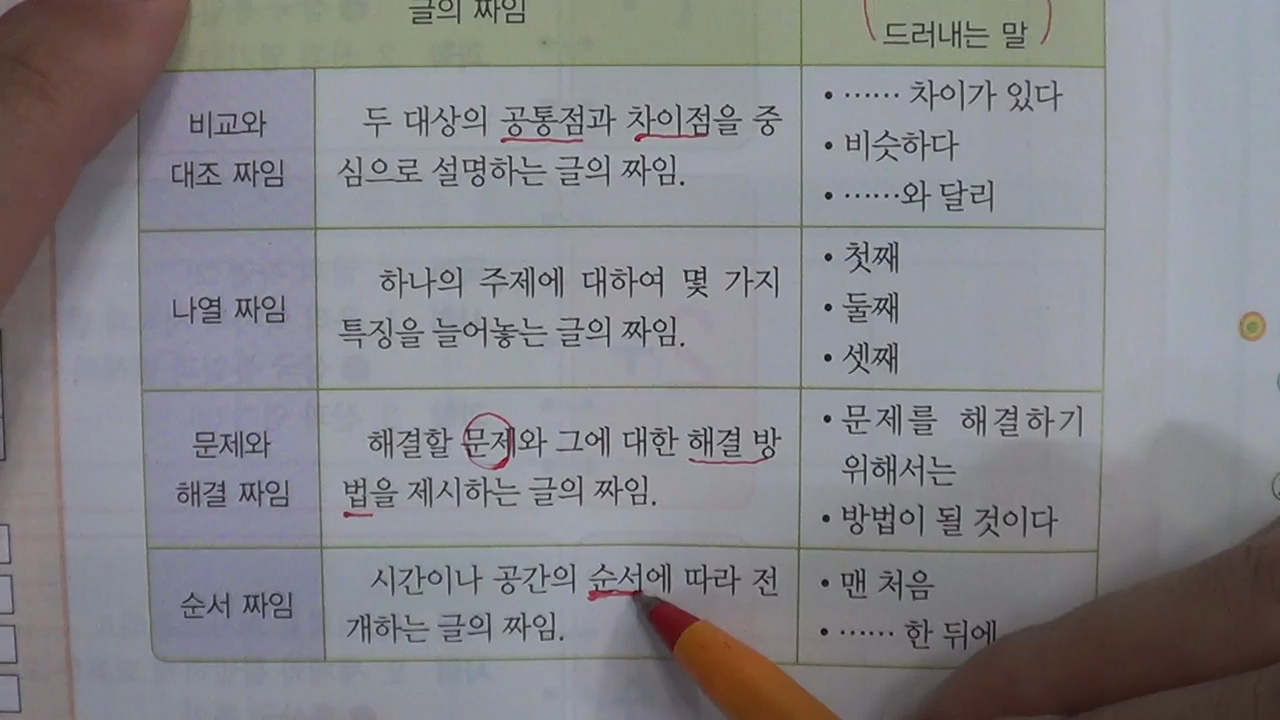 글의 짜임
드러내는 말
비교와
대조 짜임
두 대상의 공통점과 차이점을 중
심으로 설명하는 글의 짜임.
• …… 차이가 있다
• 비슷하다
• ……와 달리
나열 짜임
하나의 주제에 대하여 몇 가지
특징을 늘어놓는 글의 짜임.
• 첫째
• 둘째
• 셋째
문제와
해결 짜임
해결할 문제와 그에 대한 해결 방
법을 제시하는 글의 짜임.
• 문제를 해결하기
위해서는
• 방법이 될 것이다
순서 짜임
시간이나 공간의 순서에 따라 전
개하는 글의 짜임.
• 맨 처음
• …… 한 뒤에